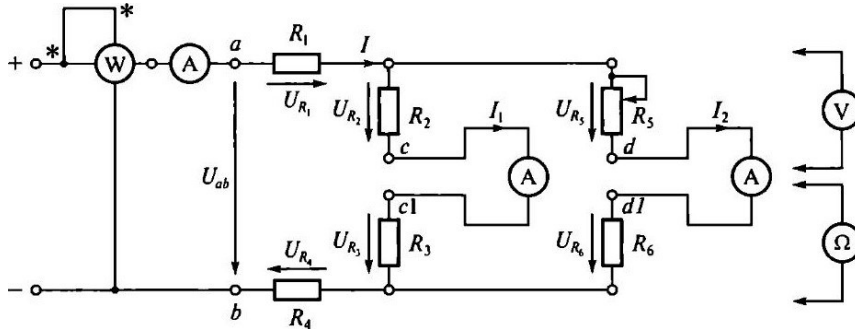 * *
a R₁ I
+ W A V
U_R₁ U_R₂ R₂ I₁ U_R₅ R₅ I₂
c d
U_ab A A
c1 d1
U_R₄ U_R₃ R₃ U_R₆ R₆ Ω
−
b R₄